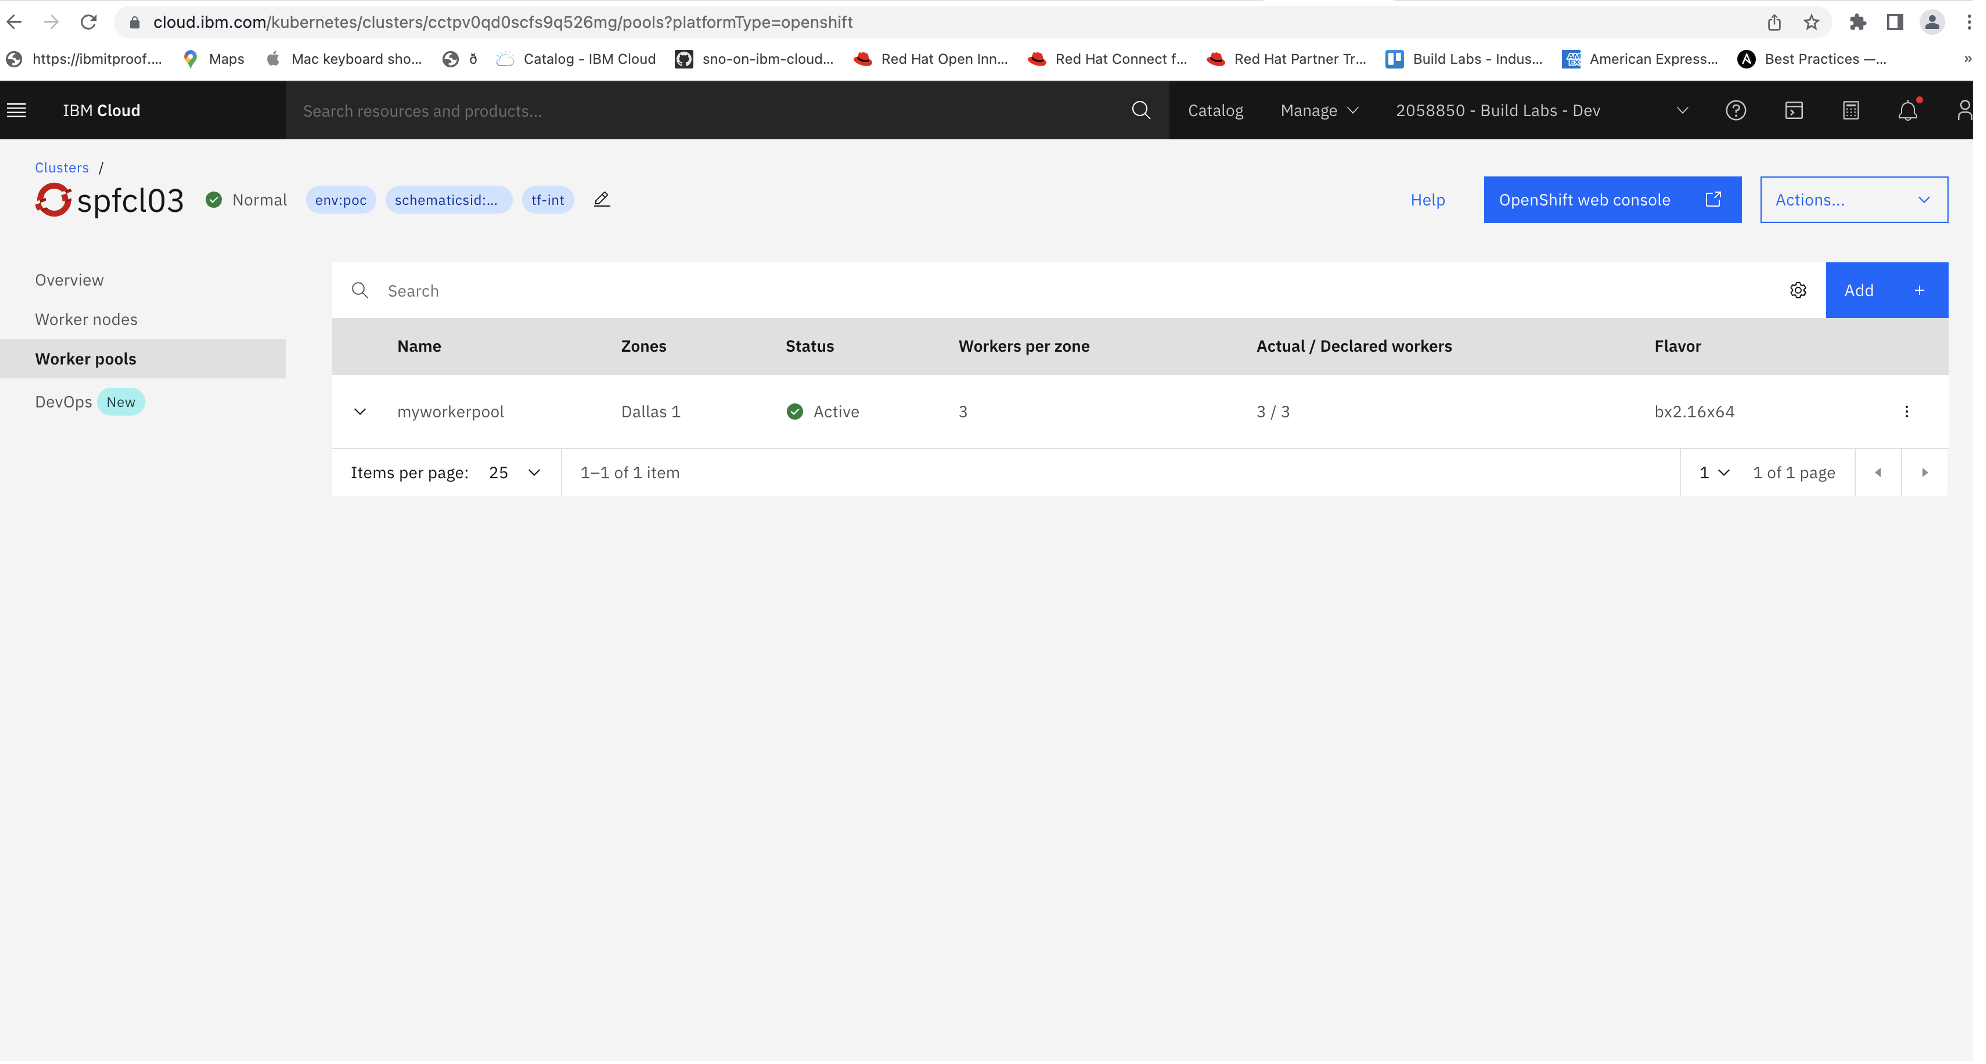 cloud.ibm.com/kubernetes/clusters/cctpv0qd0scfs9q526mg/pools?platformType=openshift
https://ibmitproof.... Maps Mac keyboard sho... ð Catalog - IBM Cloud sno-on-ibm-cloud... Red Hat Open Inn... Red Hat Connect f... Red Hat Partner Tr... Build Labs - Indus... American Express... Best Practices —... »
IBM Cloud Search resources and products... Catalog Manage 2058850 - Build Labs - Dev
Clusters /
spfcl03 Normal env:poc schematicsid:... tf-int Help OpenShift web console Actions...
Overview
Worker nodes
Worker pools
DevOps New
Search Add +
Name Zones Status Workers per zone Actual / Declared workers Flavor
myworkerpool Dallas 1 Active 3 3 / 3 bx2.16x64
Items per page: 25 1–1 of 1 item 1 1 of 1 page